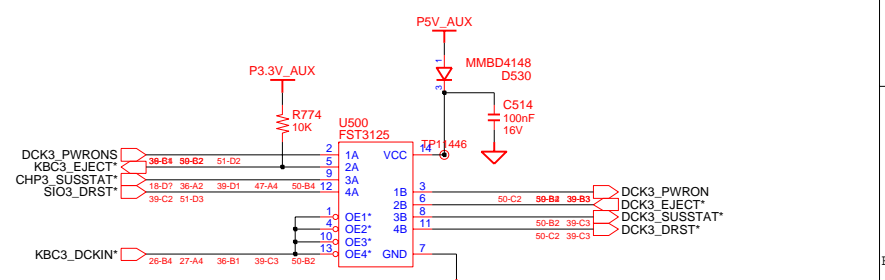 P5V_AUX
1
MMBD4148
D530
3
P3.3V_AUX
R774
10K
C514
100nF
16V
U500
FST3125
TP11446
DCK3_PWRONS
51-D2
2
1A
VCC
14
KBC3_EJECT*
5
2A
CHP3_SUSSTAT*
18-D? 36-A2 39-D1 47-A4 50-B4
9
3A
SIO3_DRST*
39-C2 51-D3
12
4A
1B
3
DCK3_PWRON
2B
6
50-C2
39-B3
DCK3_EJECT*
3B
8
DCK3_SUSSTAT*
50-B2 39-C3
4B
11
DCK3_DRST*
50-C2 39-C3
1
OE1*
4
OE2*
10
OE3*
13
OE4*
GND
7
KBC3_DCKIN*
26-B4 27-A4 36-B1 39-C3 50-B2